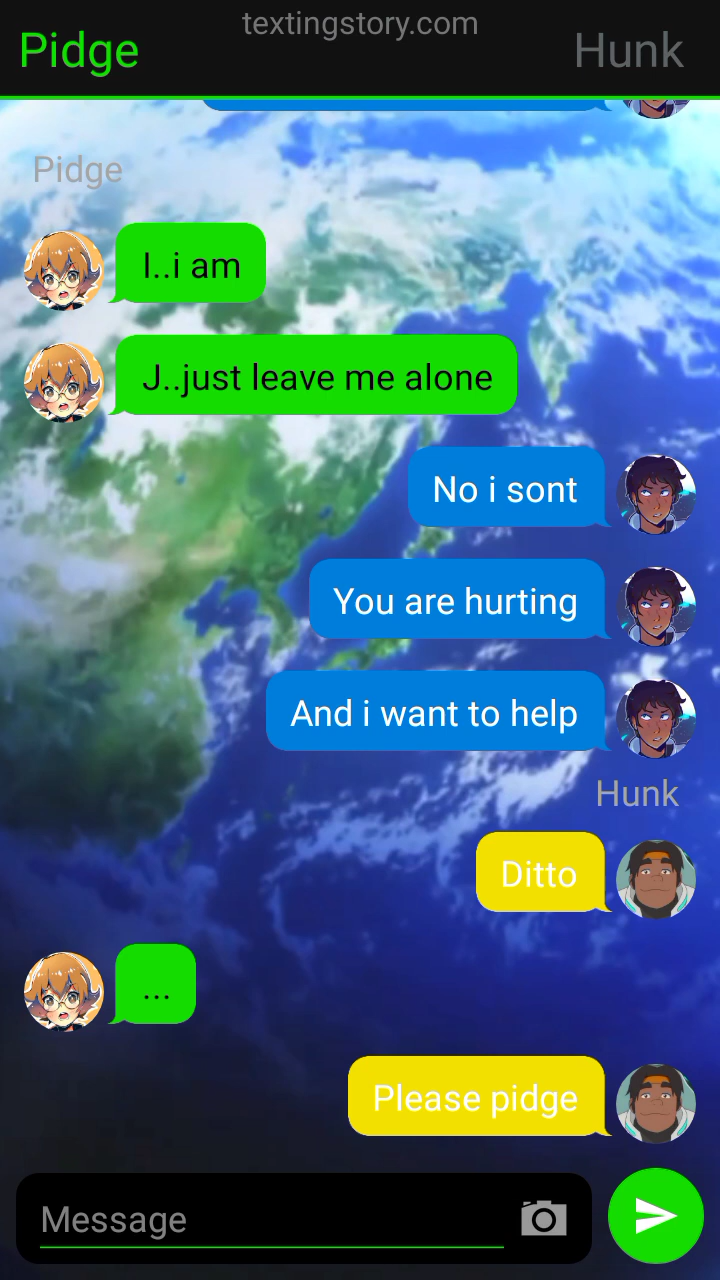 textingstory.com
Pidge
Hunk
Pidge
I..i am
J..just leave me alone
No i sont
You are hurting
And i want to help
Hunk
Ditto
...
Please pidge
Message